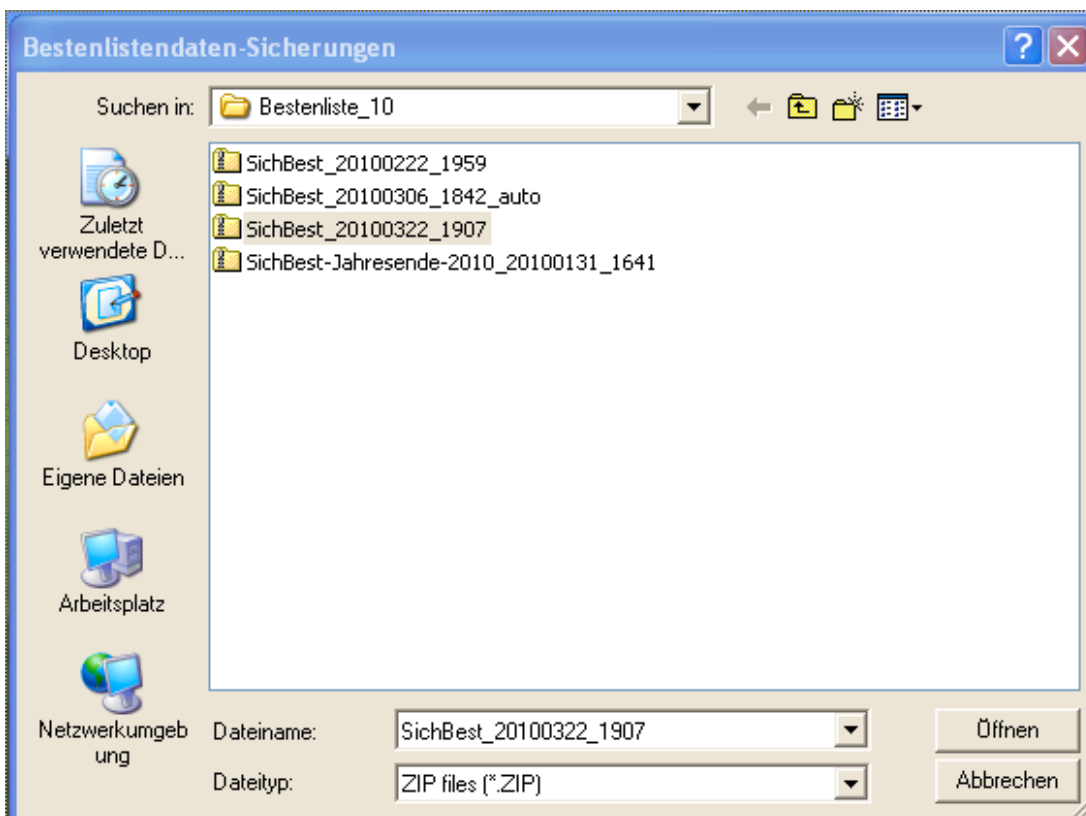 Bestenlistendaten-Sicherungen
Suchen in:
Bestenliste_10
SichBest_20100222_1959
SichBest_20100306_1842_auto
SichBest_20100322_1907
SichBest-Jahresende-2010_20100131_1641
Zuletzt
verwendete D...
Desktop
Eigene Dateien
Arbeitsplatz
Netzwerkumgeb
ung
Dateiname:
SichBest_20100322_1907
Öffnen
Dateityp:
ZIP files (*.ZIP)
Abbrechen